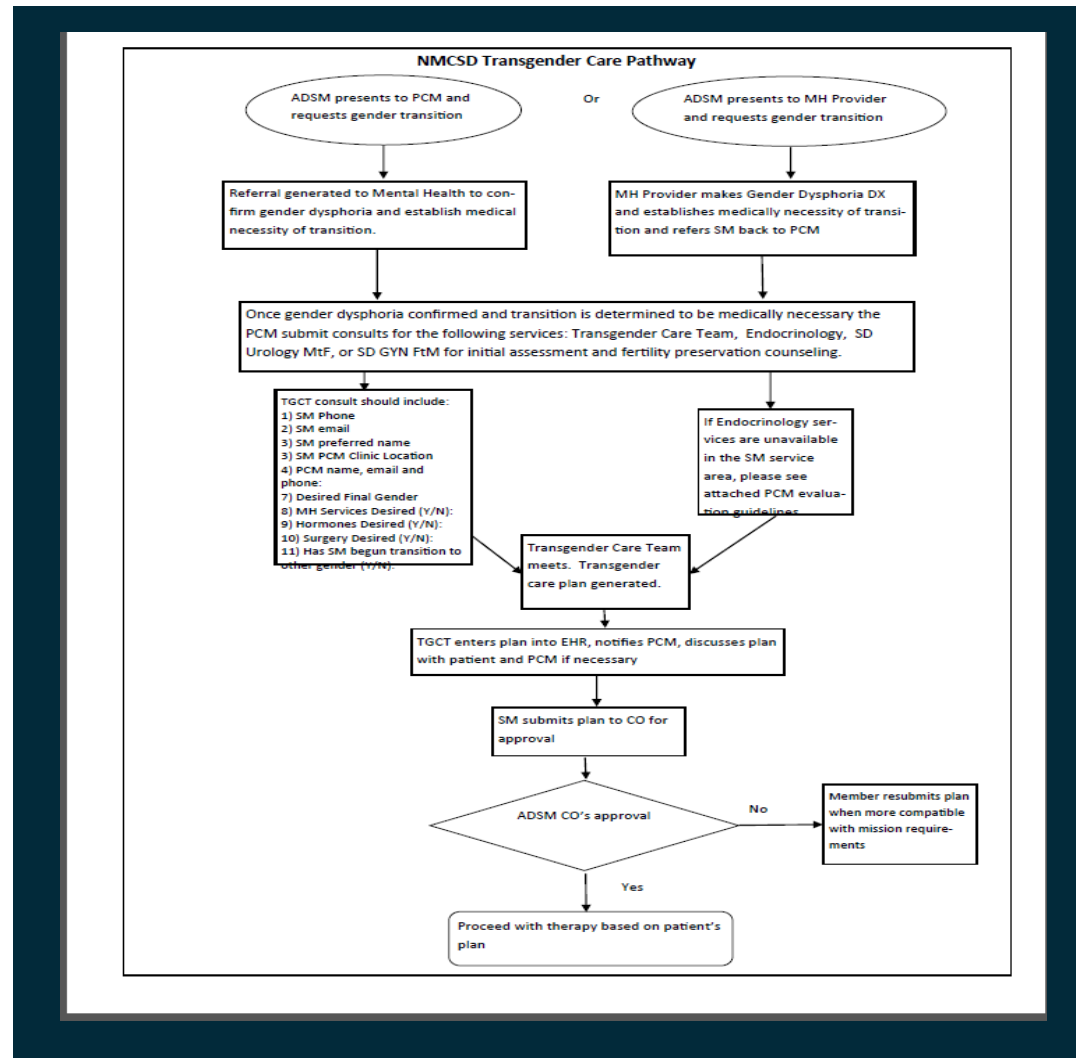 NMCSD Transgender Care Pathway
ADSM presents to PCM and
requests gender transition
Or
ADSM presents to MH Provider
and requests gender transition
Referral generated to Mental Health to con-
firm gender dysphoria and establish medical
necessity of transition.
MH Provider makes Gender Dysphoria DX
and establishes medically necessity of transi-
tion and refers SM back to PCM
Once gender dysphoria confirmed and transition is determined to be medically necessary the
PCM submit consults for the following services: Transgender Care Team, Endocrinology, SD
Urology MtF, or SD GYN FtM for initial assessment and fertility preservation counseling.
TGCT consult should include:
1) SM Phone
2) SM email
3) SM preferred name
3) SM PCM Clinic Location
4) PCM name, email and
phone:
7) Desired Final Gender
8) MH Services Desired (Y/N):
9) Hormones Desired (Y/N):
10) Surgery Desired (Y/N):
11) Has SM begun transition to
other gender (Y/N):
If Endocrinology ser-
vices are unavailable
in the SM service
area, please see
attached PCM evalua-
tion guidelines
Transgender Care Team
meets. Transgender
care plan generated.
TGCT enters plan into EHR, notifies PCM, discusses plan
with patient and PCM if necessary
SM submits plan to CO for
approval
ADSM CO's approval
No
Member resubmits plan
when more compatible
with mission require-
ments
Yes
Proceed with therapy based on patient's
plan